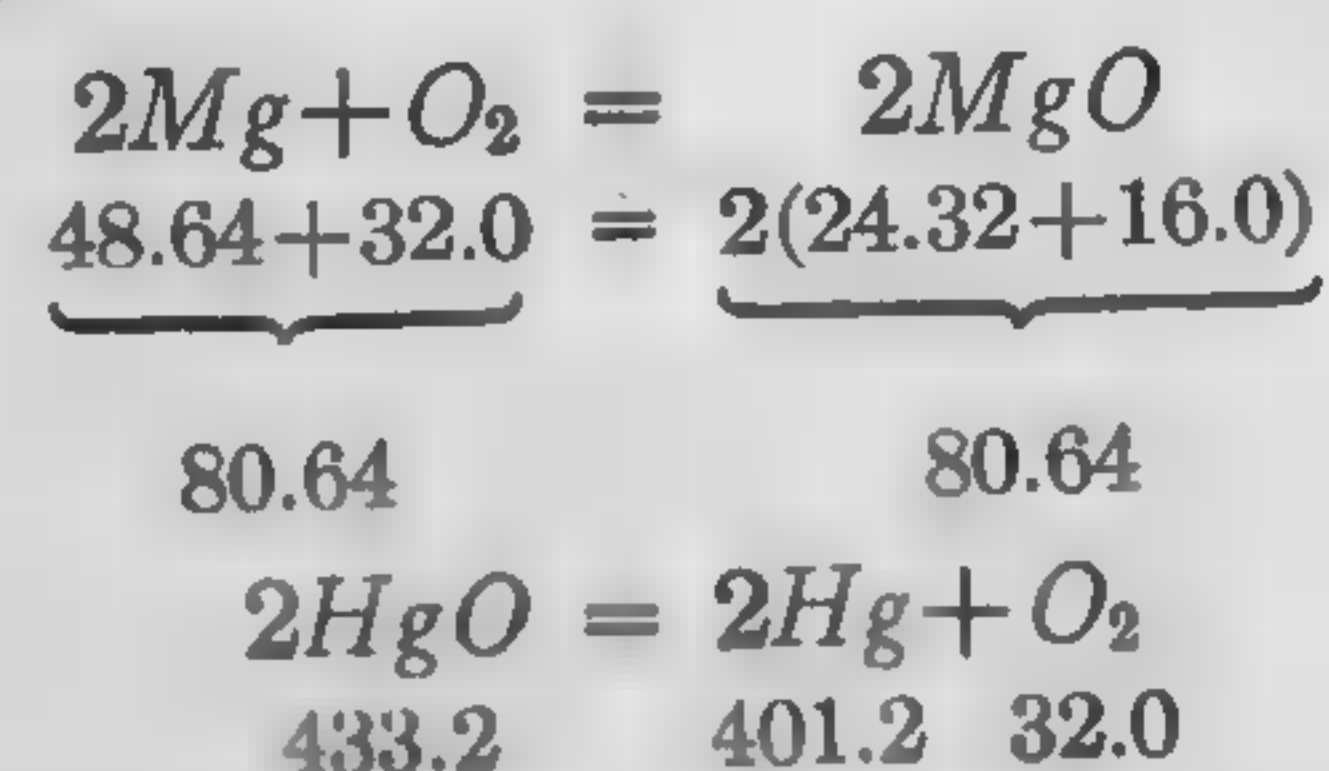 2Mg+O₂ = 2MgO
48.64+32.0 = 2(24.32+16.0)
80.64 80.64
2HgO = 2Hg+O₂
433.2 401.2 32.0